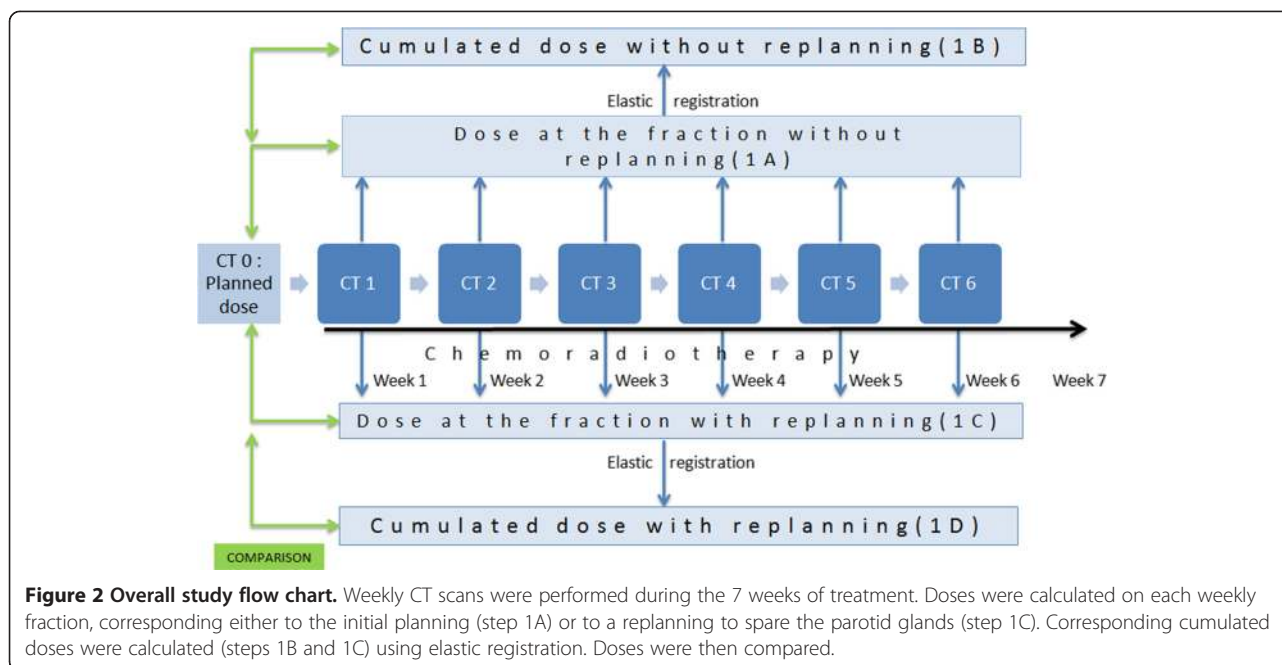 Cumulated dose without replanning(1B)
Elastic registration
Dose at the fraction without
replanning(1A)
CT 0 :
Planned
dose
CT 1
CT 2
CT 3
CT 4
CT 5
CT 6
Chemoradiotherapy
Week 1
Week 2
Week 3
Week 4
Week 5
Week 6
Week 7
Dose at the fraction with replanning(1C)
Elastic registration
Cumulated dose with replanning(1D)
COMPARISON
Figure 2 Overall study flow chart. Weekly CT scans were performed during the 7 weeks of treatment. Doses were calculated on each weekly
fraction, corresponding either to the initial planning (step 1A) or to a replanning to spare the parotid glands (step 1C). Corresponding cumulated
doses were calculated (steps 1B and 1C) using elastic registration. Doses were then compared.